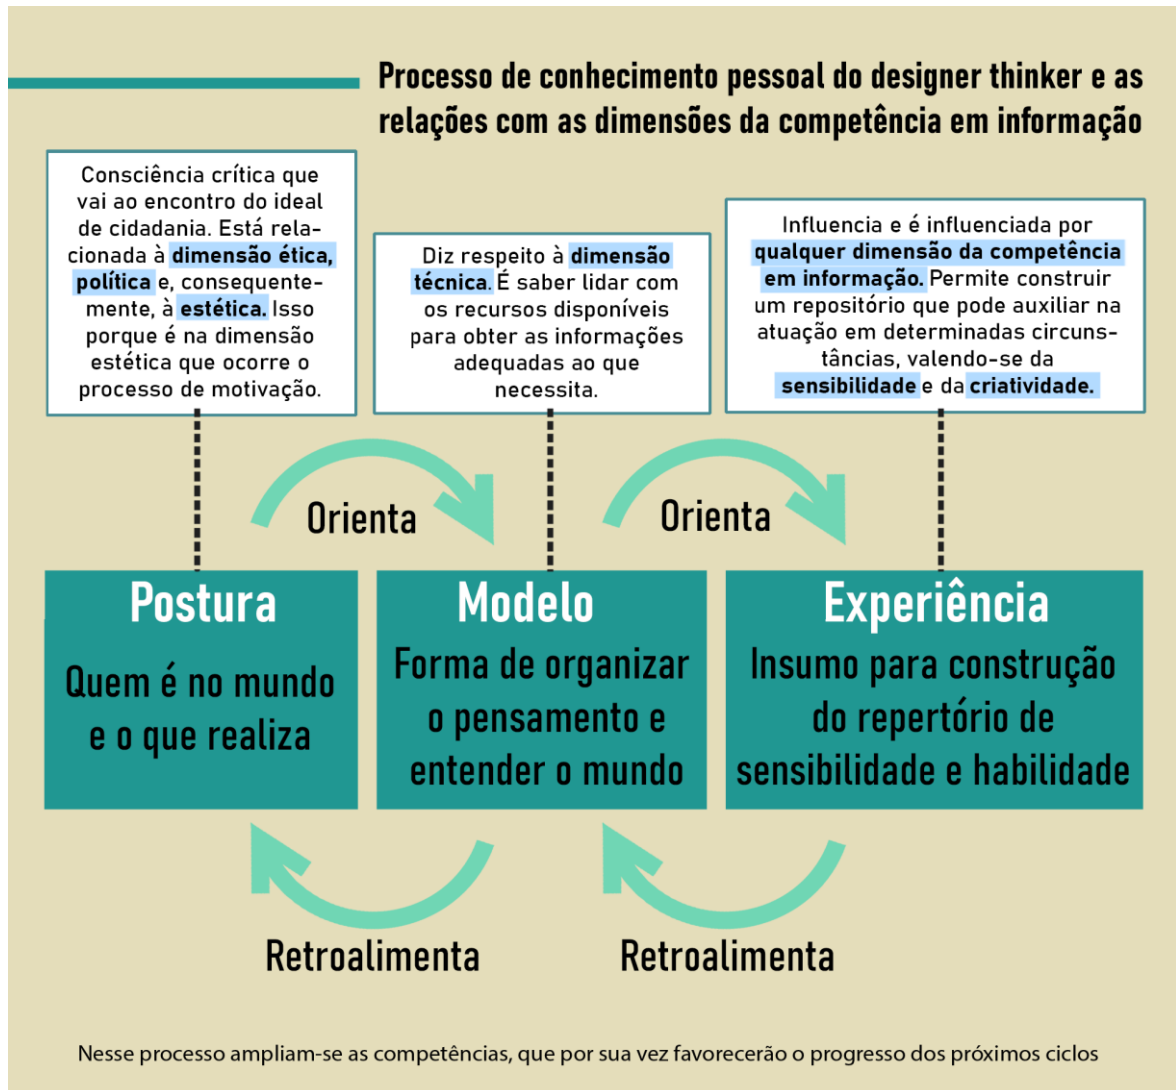 Processo de conhecimento pessoal do designer thinker e as
relações com as dimensões da competência em informação
Consciência crítica que
vai ao encontro do ideal
de cidadania. Está rela-
cionada à dimensão ética,
política e, consequente-
mente, à estética. Isso
porque é na dimensão
estética que ocorre o
processo de motivação.
Diz respeito à dimensão
técnica. É saber lidar com
os recursos disponíveis
para obter as informações
adequadas ao que
necessita.
Influencia e é influenciada por
qualquer dimensão da competência
em informação. Permite construir
um repositório que pode auxiliar na
atuação em determinadas circuns-
tâncias, valendo-se da
sensibilidade e da criatividade.
Orienta
Orienta
Postura
Quem é no mundo
e o que realiza
Modelo
Forma de organizar
o pensamento e
entender o mundo
Experiência
Insumo para construção
do repertório de
sensibilidade e habilidade
Retroalimenta
Retroalimenta
Nesse processo ampliam-se as competências, que por sua vez favorecerão o progresso dos próximos ciclos